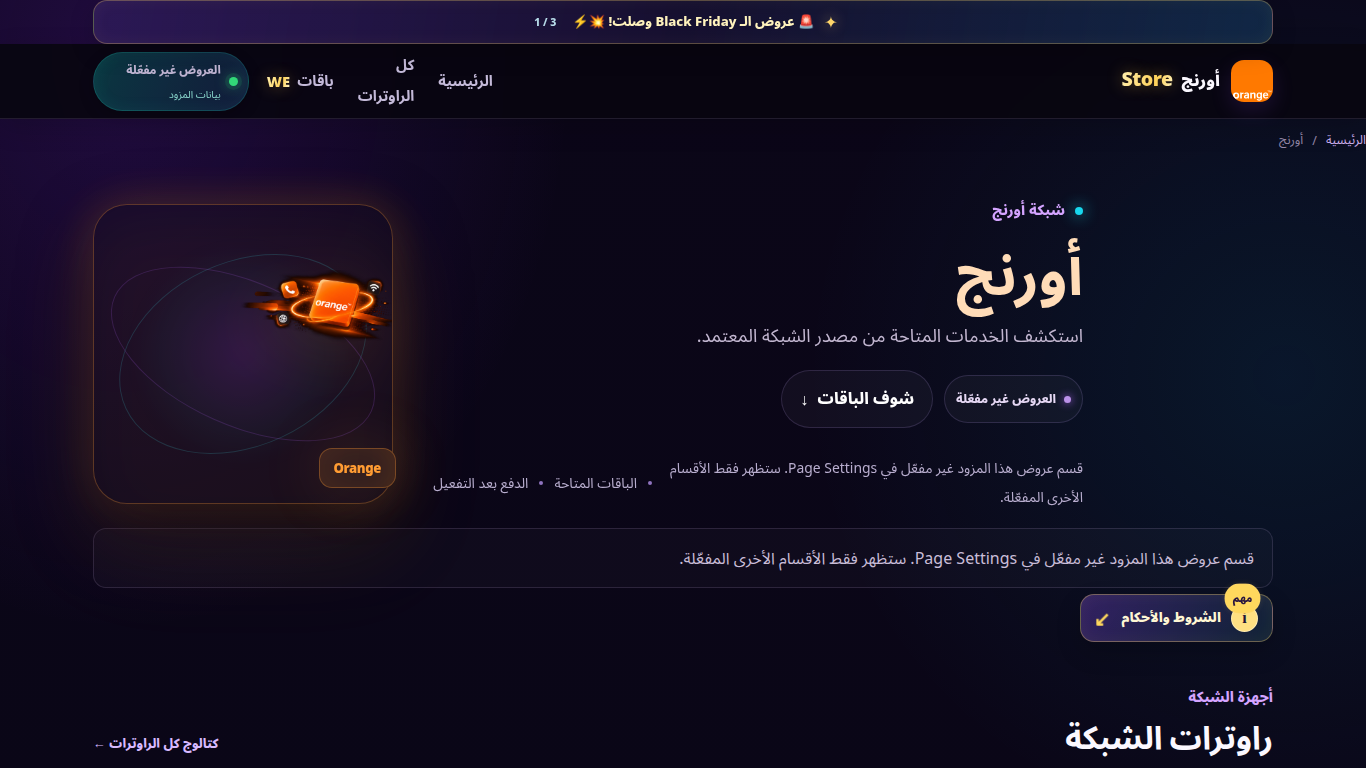 ✦ 🚨 عروض الـ Black Friday وصلت! 💥⚡ 1 / 3
orange
أورنج Store
الرئيسية
كل الراوترات
باقات WE
العروض غير مفعّلة
بيانات المزود
الرئيسية / أورنج
شبكة أورنج
أورنج
استكشف الخدمات المتاحة من مصدر الشبكة المعتمد.
العروض غير مفعّلة
شوف الباقات ↓
قسم عروض هذا المزود غير مفعّل في Page Settings. ستظهر فقط الأقسام
الأخرى المفعّلة.
• الباقات المتاحة • الدفع بعد التفعيل
orange
Orange
قسم عروض هذا المزود غير مفعّل في Page Settings. ستظهر فقط الأقسام الأخرى المفعّلة.
مهم
i الشروط والأحكام ↙
أجهزة الشبكة
راوترات الشبكة
كتالوج كل الراوترات ←